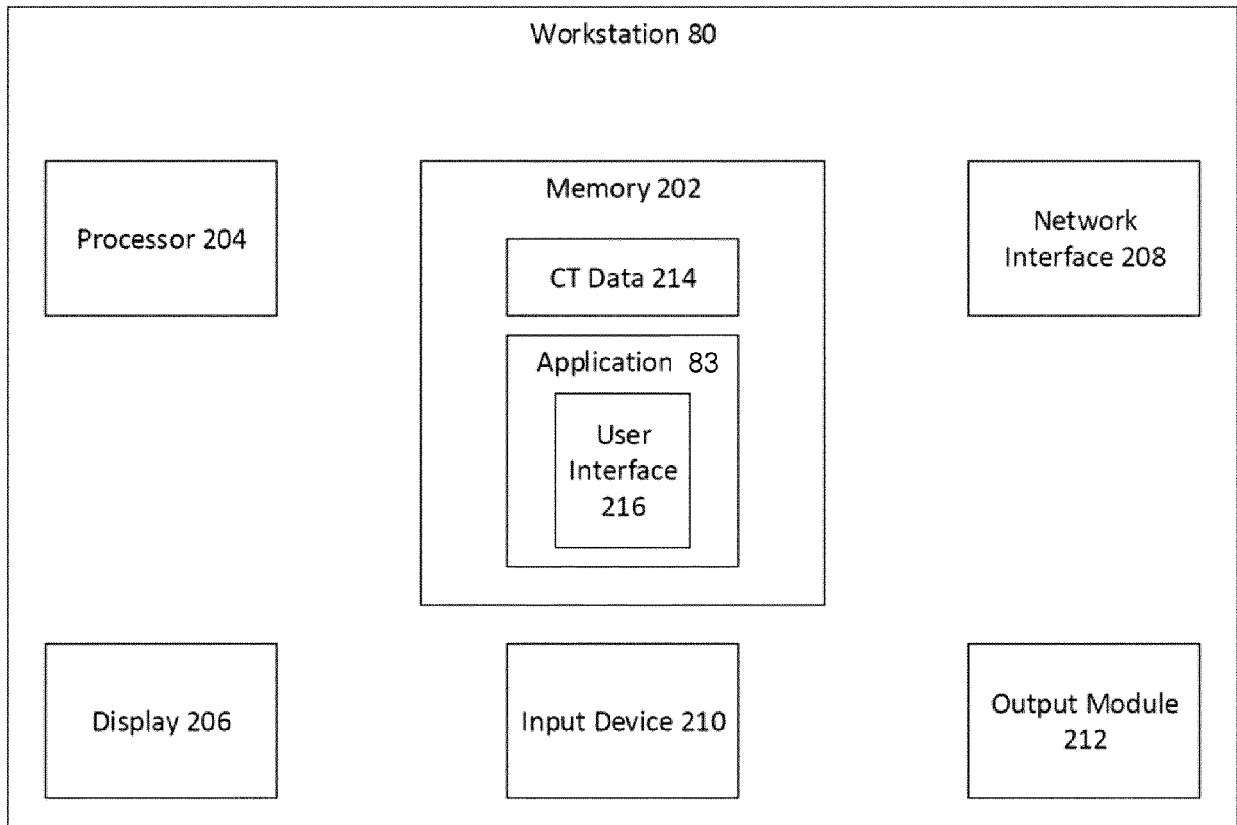 Workstation 80
Memory 202
Processor 204
Network
Interface 208
CT Data 214
Application 83
User
Interface
216
Display 206
Input Device 210
Output Module
212